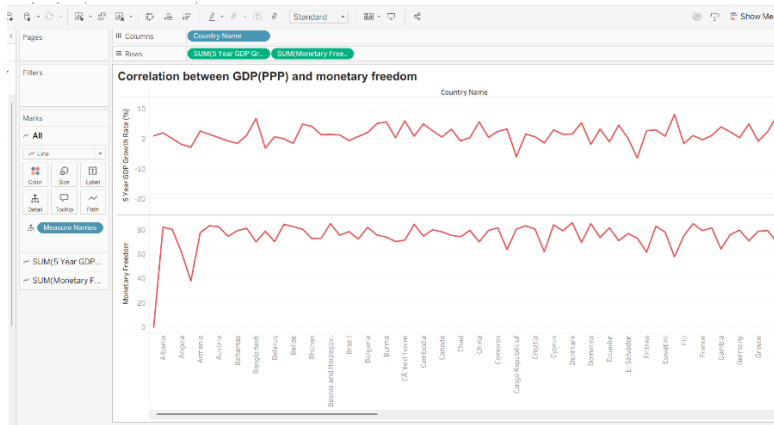 Standard
Show Me
Pages
Columns
Country Name
Rows
SUM(5 Year GDP Gr..
SUM(Monetary Free..
Filters
Correlation between GDP(PPP) and monetary freedom
Country Name
Marks
All
Line
Color
Size
Label
Detail
Tooltip
Path
Measure Names
SUM(5 Year GDP...
SUM(Monetary F...
5 Year GDP Growth Rate (%)
10
0
-10
-20
Monetary Freedom
80
60
40
20
0
Albania
Angola
Armenia
Austria
Bahamas
Bangladesh
Belarus
Belize
Bhutan
Bosnia and Herzegov..
Brazil
Bulgaria
Burma
CÃ´te d'Ivoire
Cambodia
Canada
Chad
China
Comoros
Congo Republic of
Croatia
Cyprus
Denmark
Dominica
Ecuador
El Salvador
Eritrea
Eswatini
Fiji
France
Gambia
Germany
Greece